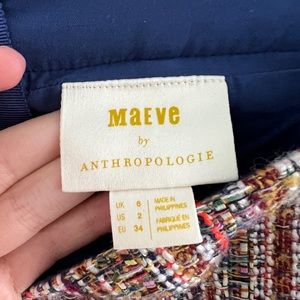 MAEVE
by
ANTHROPOLOGIE
UK 6
US 2
EU 34
MADE IN
PHILIPPINES
FABRIQUÉ EN
PHILIPPINES